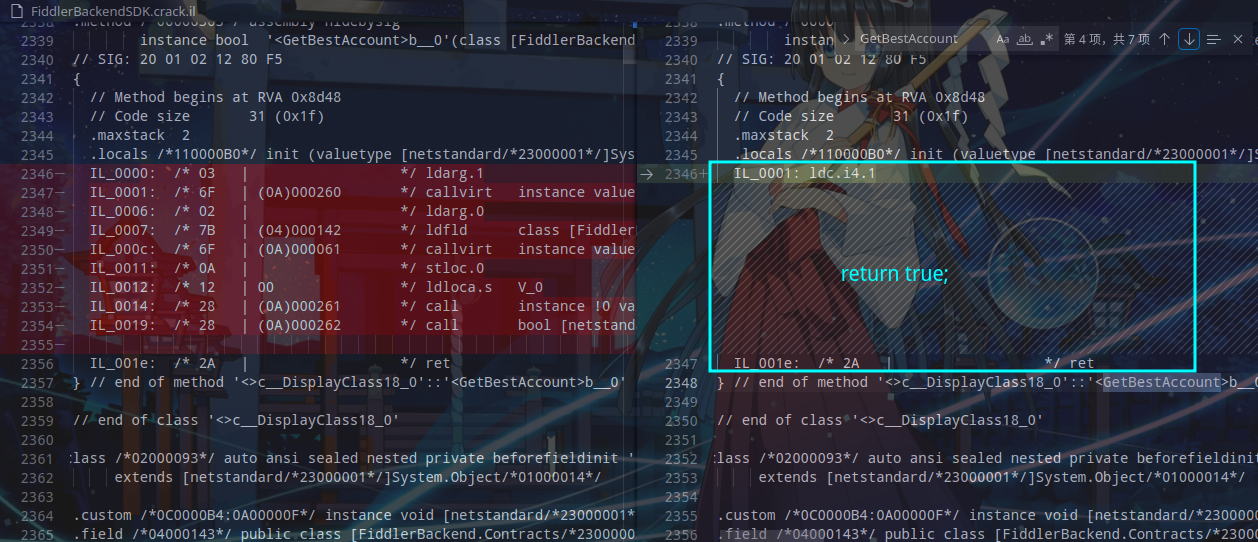 FiddlerBackendSDK.crack.il
2339 instance bool '<GetBestAccount>b__0'(class [FiddlerBackend
2340 // SIG: 20 01 02 12 80 F5
2341 {
2342 // Method begins at RVA 0x8d48
2343 // Code size 31 (0x1f)
2344 .maxstack 2
2345 .locals /*110000B0*/ init (valuetype [netstandard/*23000001*/]Sys
2346− IL_0000: /* 03 | */ ldarg.1
2347− IL_0001: /* 6F | (0A)000260 */ callvirt instance value
2348− IL_0006: /* 02 | */ ldarg.0
2349− IL_0007: /* 7B | (04)000142 */ ldfld class [Fiddler
2350− IL_000c: /* 6F | (0A)000061 */ callvirt instance value
2351− IL_0011: /* 0A | */ stloc.0
2352− IL_0012: /* 12 | 00 */ ldloca.s V_0
2353− IL_0014: /* 28 | (0A)000261 */ call instance !0 va
2354− IL_0019: /* 28 | (0A)000262 */ call bool [netstand
2355−
2356 IL_001e: /* 2A | */ ret
2357 } // end of method '<>c__DisplayClass18_0'::'<GetBestAccount>b__0'
2358
2359 // end of class '<>c__DisplayClass18_0'
2360
2361 lass /*02000093*/ auto ansi sealed nested private beforefieldinit '
2362 extends [netstandard/*23000001*/]System.Object/*01000014*/
2363
2364 .custom /*0C0000B4:0A00000F*/ instance void [netstandard/*23000001*
2365 .field /*04000143*/ public class [FiddlerBackend.Contracts/*2300000
GetBestAccount Aa ab 第 4 项，共 7 项
2339 instan
2340 // SIG: 20 01 02 12 80 F5
2341 {
2342 // Method begins at RVA 0x8d48
2343 // Code size 31 (0x1f)
2344 .maxstack 2
2345 .locals /*110000B0*/ init (valuetype [netstandard/*23000001*/]S
2346+ IL_0001: ldc.i4.1
return true;
2347 IL_001e: /* 2A | */ ret
2348 } // end of method '<>c__DisplayClass18_0'::'<GetBestAccount>b__0
2349
2350 // end of class '<>c__DisplayClass18_0'
2351
2352 lass /*02000093*/ auto ansi sealed nested private beforefieldinit
2353 extends [netstandard/*23000001*/]System.Object/*01000014*/
2354
2355 .custom /*0C0000B4:0A00000F*/ instance void [netstandard/*23000001
2356 .field /*04000143*/ public class [FiddlerBackend.Contracts/*230000